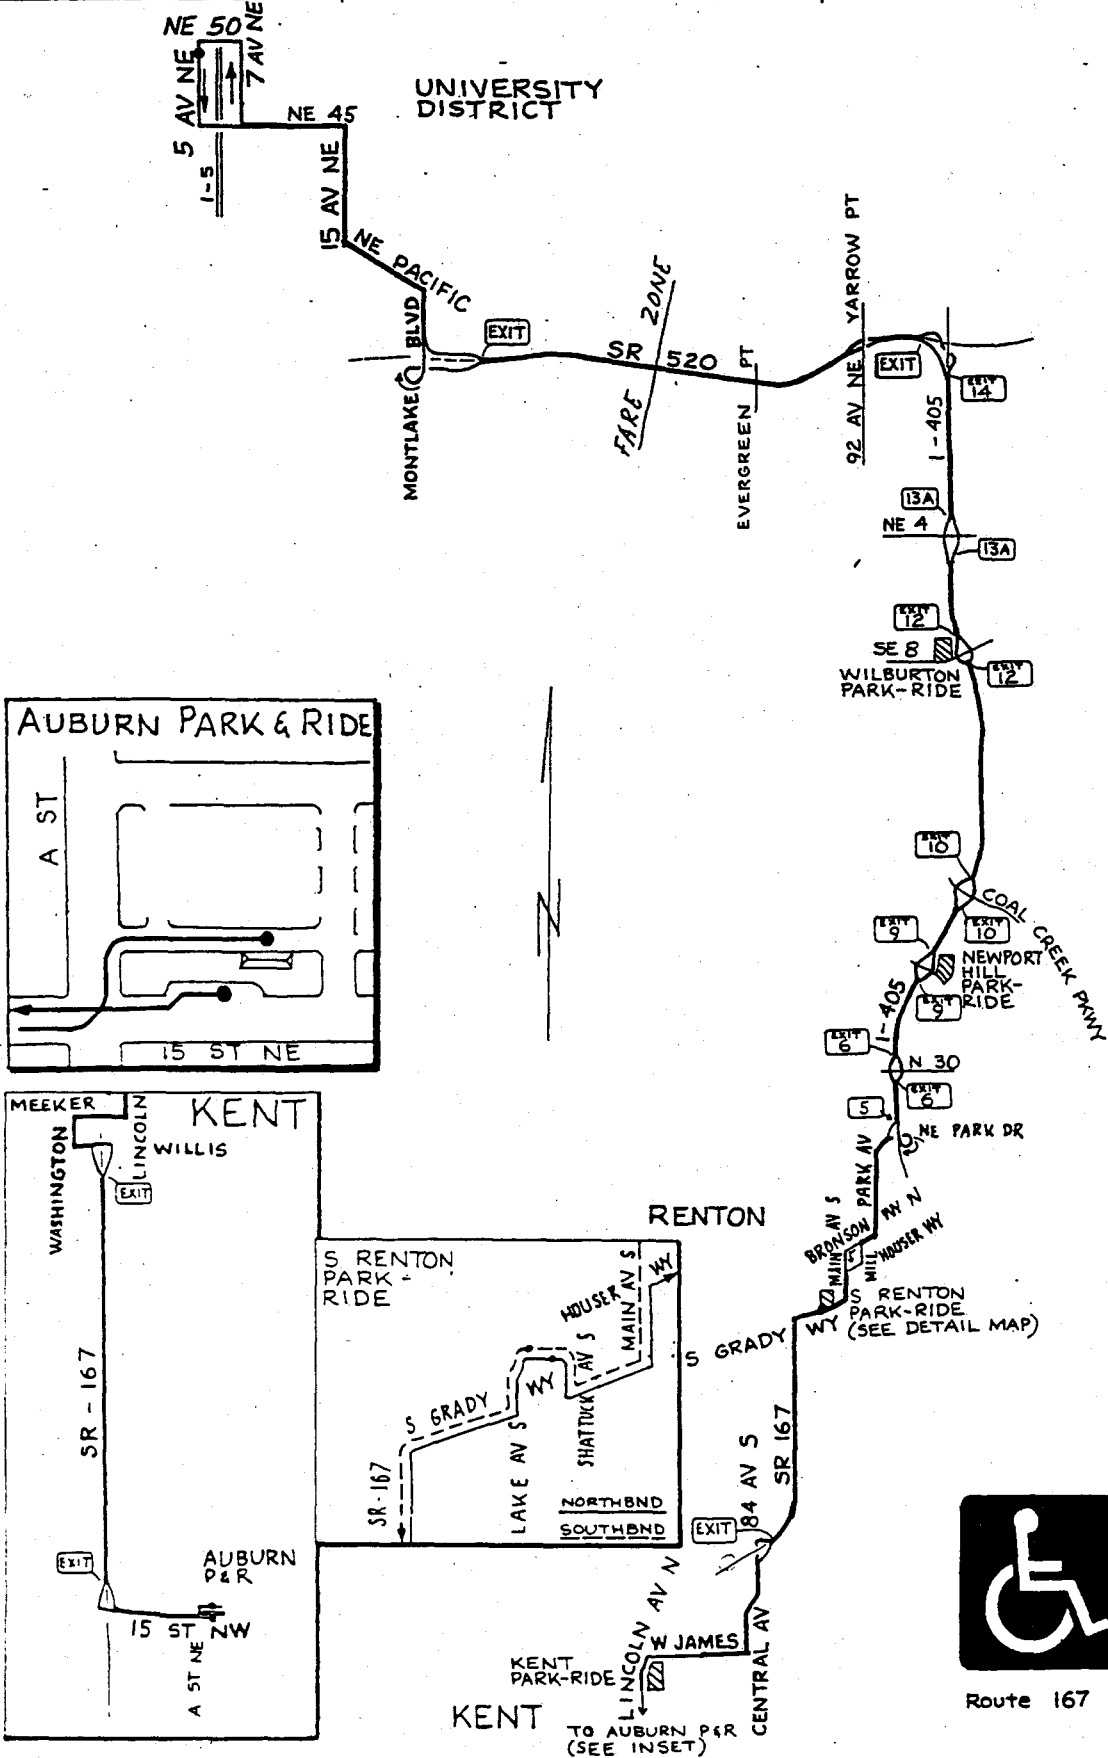 NE 50
7 AV NE
5 AV NE
I-5
UNIVERSITY
DISTRICT
NE 45
15 AV NE
NE PACIFIC
BLVD
MONTLAKE
EXIT
SR 520
FARE ZONE
EVERGREEN PT
92 AV NE YARROW PT
EXIT
EXIT
14
I-405
13A
NE 4
13A
EXIT
12
SE 8
EXIT
12
WILBURTON
PARK-RIDE
EXIT
10
COAL CREEK PKWY
EXIT
10
EXIT
9
NEWPORT
HILL
PARK-
RIDE
EXIT
9
I-405
EXIT
6
N 30
EXIT
6
5
NE PARK DR
PARK AV N
BRONSON WY N
MAIN AV S
5
MILL
HOUSER WY
S RENTON
PARK-RIDE
(SEE DETAIL MAP)
RENTON
S GRADY WY
SR 167
84 AV S
EXIT
CENTRAL AV
W JAMES
LINCOLN AV N
KENT
PARK-RIDE
KENT
TO AUBURN P&R
(SEE INSET)
AUBURN PARK & RIDE
A ST
15 ST NE
MEEKER
LINCOLN
KENT
WASHINGTON
WILLIS
EXIT
SR-167
EXIT
AUBURN
P&R
15 ST NW
A ST NE
S RENTON
PARK-
RIDE
HOUSER WY
MAIN AV S
SHATTUCK AV S
WY
S GRADY
LAKE AV S
SR-167
NORTHBND
SOUTHBND
N
Route 167